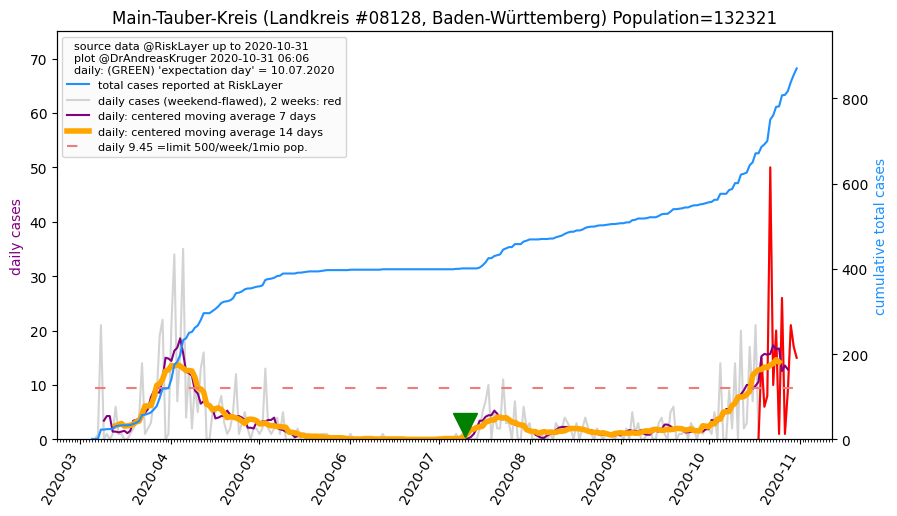 Main-Tauber-Kreis (Landkreis #08128, Baden-Württemberg) Population=132321
source data @RiskLayer up to 2020-10-31
plot @DrAndreasKruger 2020-10-31 06:06
daily: (GREEN) 'expectation day' = 10.07.2020
total cases reported at RiskLayer
daily cases (weekend-flawed), 2 weeks: red
daily: centered moving average 7 days
daily: centered moving average 14 days
daily 9.45 =limit 500/week/1mio pop.
daily cases
70
60
50
40
30
20
10
0
cumulative total cases
800
600
400
200
0
2020-03
2020-04
2020-05
2020-06
2020-07
2020-08
2020-09
2020-10
2020-11